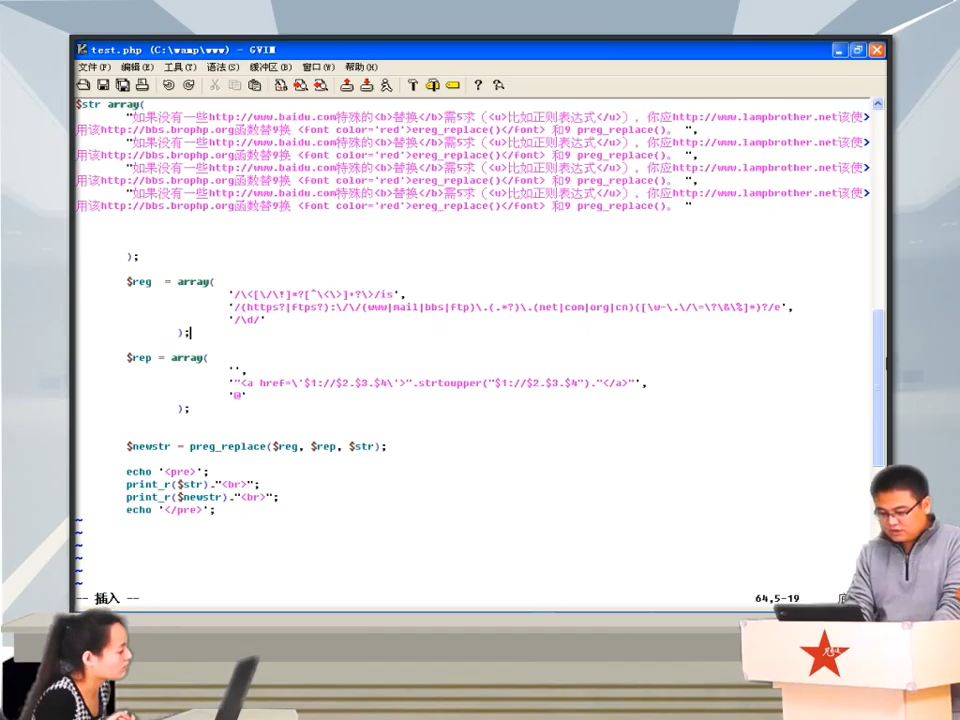 test.php (C:\wamp\www) - GVIM
文件(F) 编辑(E) 工具(T) 语法(S) 缓冲区(B) 窗口(W) 帮助(H)
$str array(
"如果没有一些http://www.baidu.com特殊的<b>替换</b>需5求（<u>比如正则表达式</u>），你应http://www.lampbrother.net该使
用该http://bbs.brophp.org函数替9换 <font color='red'>ereg_replace()</font> 和9 preg_replace()。 ",
"如果没有一些http://www.baidu.com特殊的<b>替换</b>需5求（<u>比如正则表达式</u>），你应http://www.lampbrother.net该使
用该http://bbs.brophp.org函数替9换 <font color='red'>ereg_replace()</font> 和9 preg_replace()。 ",
"如果没有一些http://www.baidu.com特殊的<b>替换</b>需5求（<u>比如正则表达式</u>），你应http://www.lampbrother.net该使
用该http://bbs.brophp.org函数替9换 <font color='red'>ereg_replace()</font> 和9 preg_replace()。 ",
"如果没有一些http://www.baidu.com特殊的<b>替换</b>需5求（<u>比如正则表达式</u>），你应http://www.lampbrother.net该使
用该http://bbs.brophp.org函数替9换 <font color='red'>ereg_replace()</font> 和9 preg_replace()。 "
);
$reg = array(
'/\<[\/\!]*?[^\<\>]*?\>/is',
'/(https?|ftps?):\/\/(www|mail|bbs|ftp)\.(.*?)\.(net|com|org|cn)([\w-\.\/\=\?\&\%]*)?/e',
'/\d/'
);
$rep = array(
'',
'"<a href=\'$1://$2.$3.$4\'>".strtoupper("$1://$2.$3.$4")."</a>"',
'@'
);
$newstr = preg_replace($reg, $rep, $str);
echo '<pre>';
print_r($str)."<br>";
print_r($newstr)."<br>";
echo '</pre>';
~
~
~
~
~
~
-- 插入 -- 64,5-19